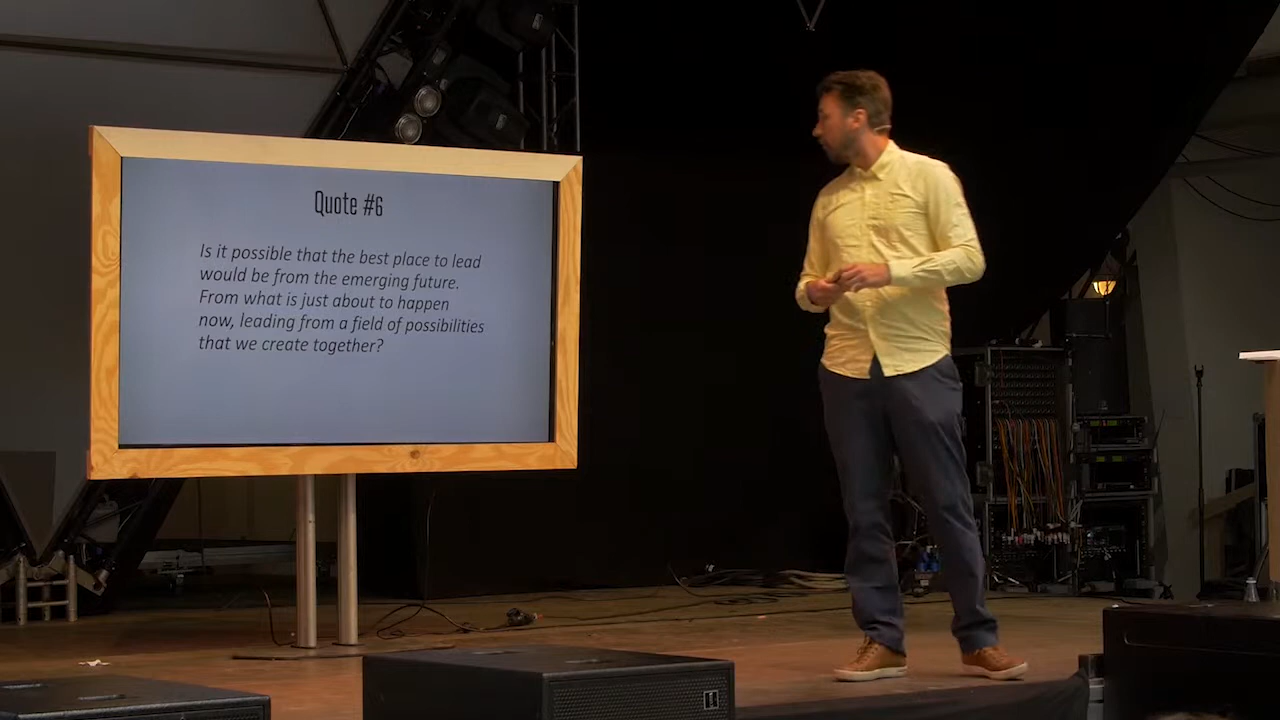 Quote #6
Is it possible that the best place to lead
would be from the emerging future.
From what is just about to happen
now, leading from a field of possibilities
that we create together?